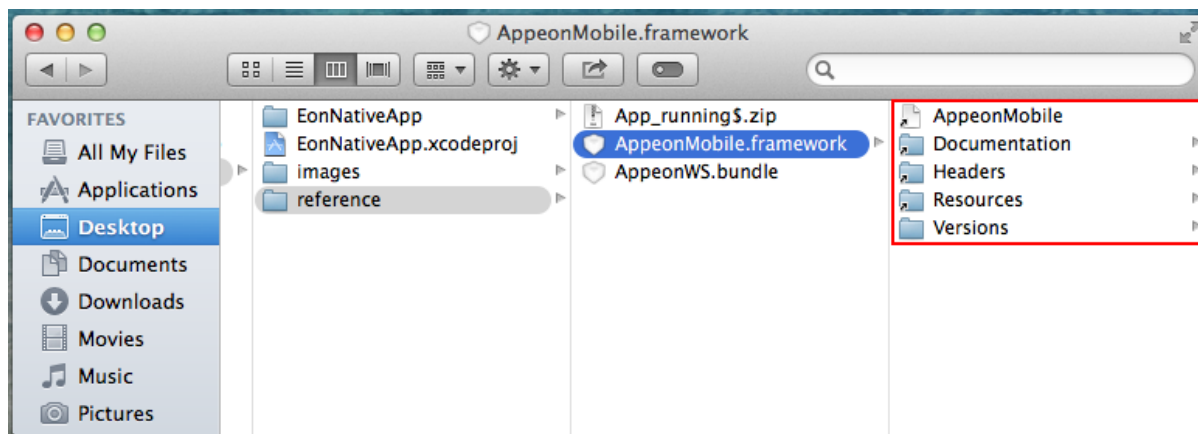 AppeonMobile.framework
FAVORITES
All My Files
Applications
Desktop
Documents
Downloads
Movies
Music
Pictures
EonNativeApp
EonNativeApp.xcodeproj
images
reference
App_running$.zip
AppeonMobile.framework
AppeonWS.bundle
AppeonMobile
Documentation
Headers
Resources
Versions